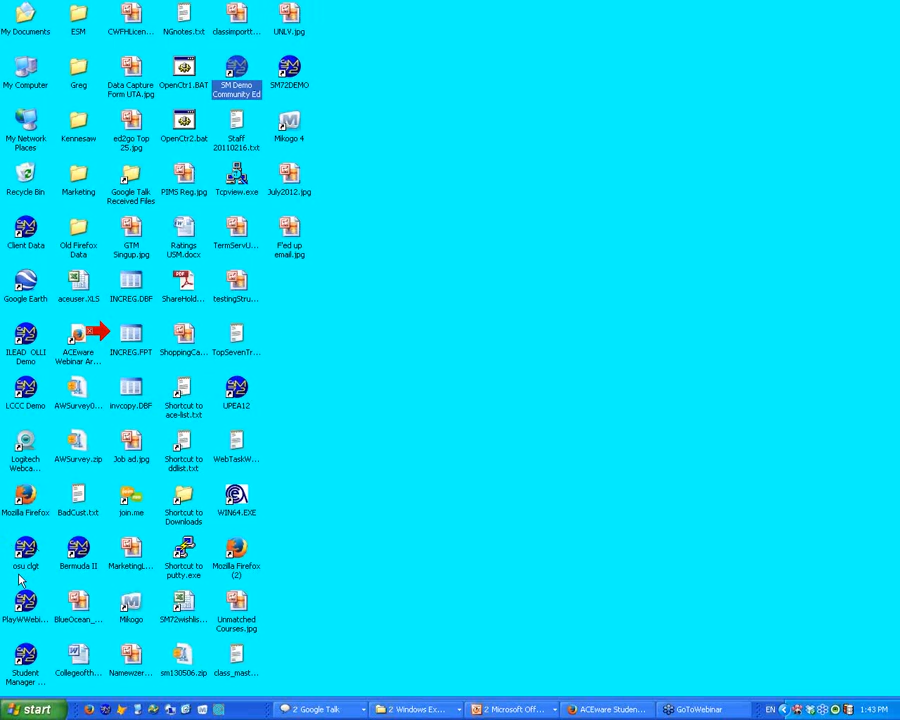 My Documents ESM CWFHLicen... NGnotes.txt classimportt... UNLV.jpg
My Computer Greg Data Capture Form UTA.jpg OpenCtr1.BAT SM Demo Community Ed SM72DEMO
My Network Places Kennesaw ed2go Top 25.jpg OpenCtr2.bat Staff 20110216.txt Mikogo 4
Recycle Bin Marketing Google Talk Received Files PIMS Reg.jpg Tcpview.exe July2012.jpg
Client Data Old Firefox Data GTM Singup.jpg Ratings USM.docx TermServU... F'ed up email.jpg
Google Earth aceuser.XLS INCREG.DBF ShareHold... testingStru...
ILEAD OLLI Demo ACEware Webinar Ar... INCREG.FPT ShoppingCa... TopSevenTr...
LCCC Demo AWSurvey0... invcopy.DBF Shortcut to ace-list.txt UPEA12
Logitech Webca... AWSurvey.zip Job ad.jpg Shortcut to ddlist.txt WebTaskW...
Mozilla Firefox BadCust.txt join.me Shortcut to Downloads WIN64.EXE
osu clgt Bermuda II MarketingL... Shortcut to putty.exe Mozilla Firefox (2)
PlayWWebi... BlueOcean_... Mikogo SM72wishlis... Unmatched Courses.jpg
Student Manager ... Collegeofth... Namewzer... sm130506.zip class_mast...
start 2 Google Talk 2 Windows Ex... 2 Microsoft Off... ACEware Studen... GoToWebinar EN 1:43 PM